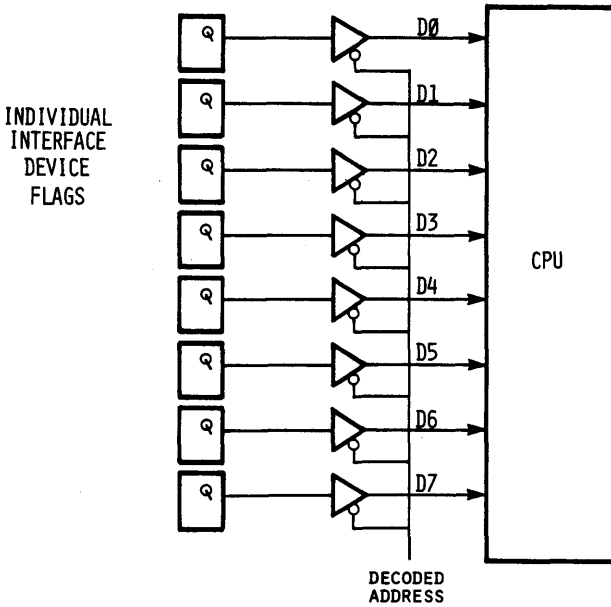 INDIVIDUAL
INTERFACE
DEVICE
FLAGS
Q
Q
Q
Q
Q
Q
Q
Q
DØ
D1
D2
D3
D4
D5
D6
D7
CPU
DECODED
ADDRESS